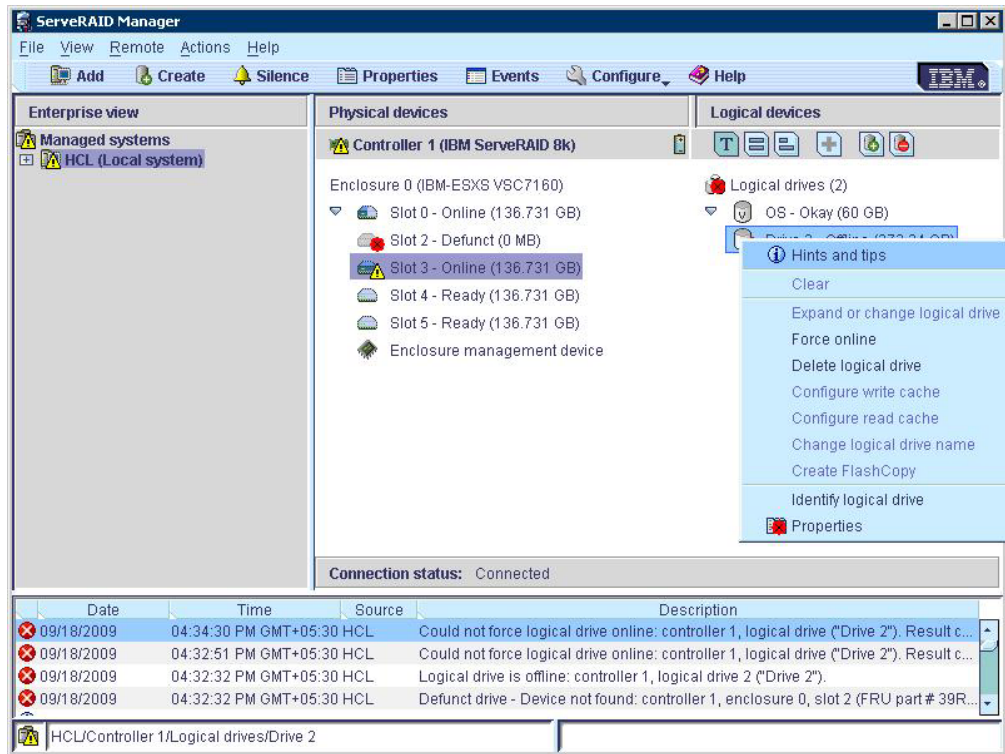 ServeRAID Manager
File View Remote Actions Help
Add Create Silence Properties Events Configure Help
IBM
Enterprise view
Managed systems
HCL (Local system)
Physical devices
Controller 1 (IBM ServeRAID 8k)
Enclosure 0 (IBM-ESXS VSC7160)
Slot 0 - Online (136.731 GB)
Slot 2 - Defunct (0 MB)
Slot 3 - Online (136.731 GB)
Slot 4 - Ready (136.731 GB)
Slot 5 - Ready (136.731 GB)
Enclosure management device
Logical devices
T
Logical drives (2)
OS - Okay (60 GB)
Drive 2 - Offline
Hints and tips
Clear
Expand or change logical drive
Force online
Delete logical drive
Configure write cache
Configure read cache
Change logical drive name
Create FlashCopy
Identify logical drive
Properties
Connection status: Connected
Date Time Source Description
09/18/2009 04:34:30 PM GMT+05:30 HCL Could not force logical drive online: controller 1, logical drive ("Drive 2"). Result c...
09/18/2009 04:32:51 PM GMT+05:30 HCL Could not force logical drive online: controller 1, logical drive ("Drive 2"). Result c...
09/18/2009 04:32:32 PM GMT+05:30 HCL Logical drive is offline: controller 1, logical drive 2 ("Drive 2").
09/18/2009 04:32:32 PM GMT+05:30 HCL Defunct drive - Device not found: controller 1, enclosure 0, slot 2 (FRU part # 39R...
HCL/Controller 1/Logical drives/Drive 2